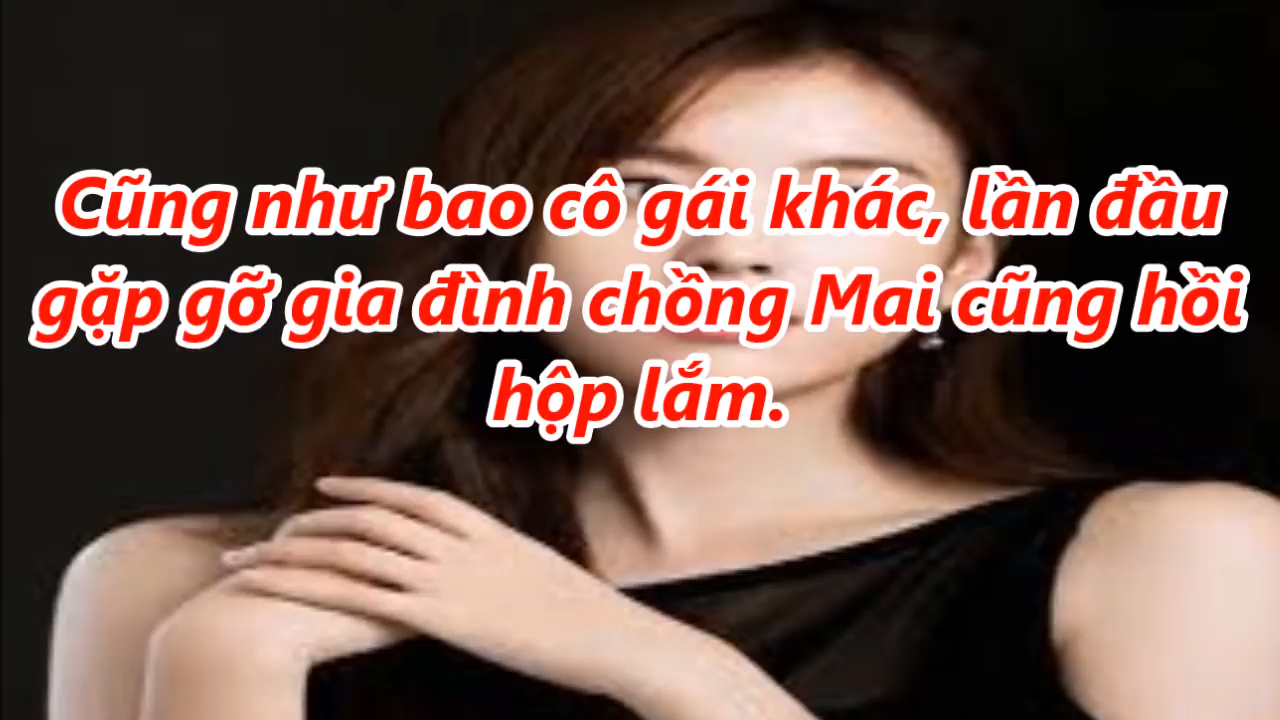 Cũng như bao cô gái khác, lần đầu
gặp gỡ gia đình chồng Mai cũng hồi
hộp lắm.